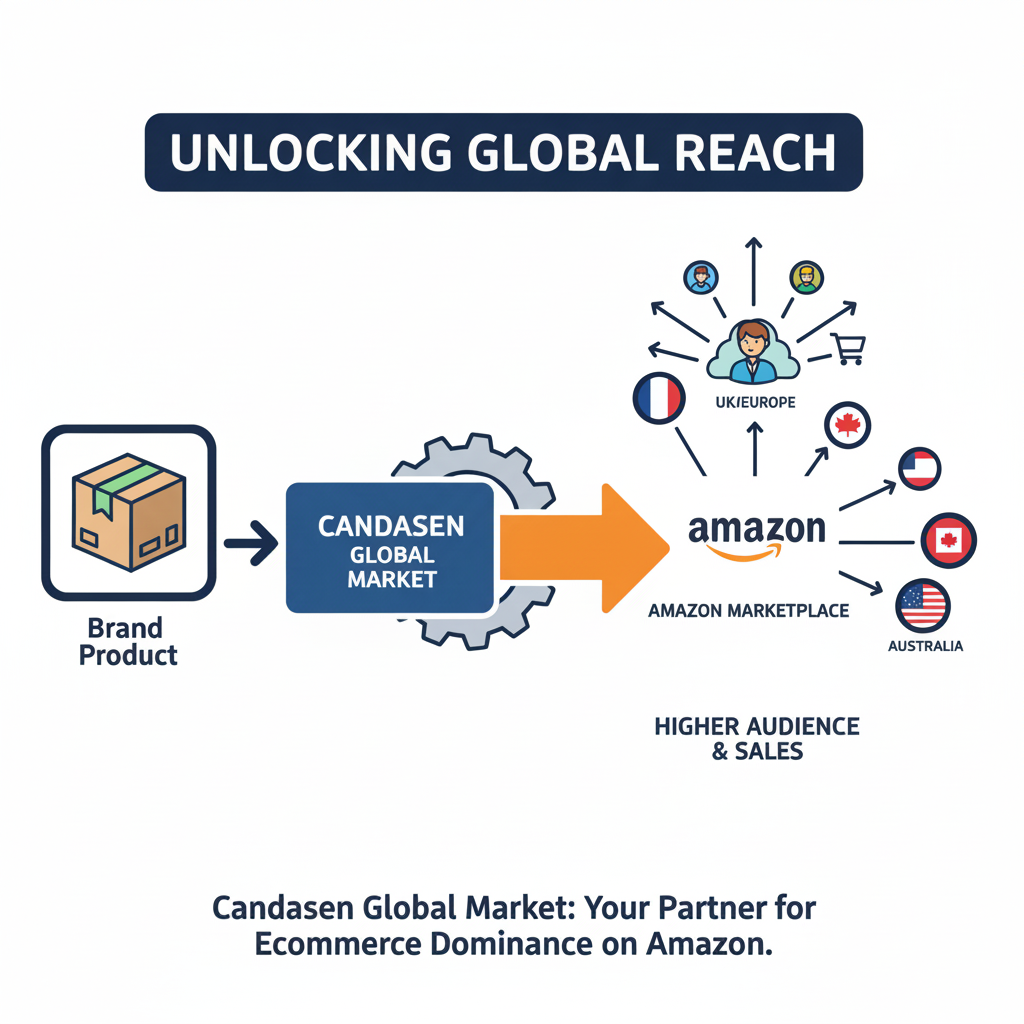 UNLOCKING GLOBAL REACH
UK/EUROPE
Brand
Product
CANDASEN
GLOBAL
MARKET
amazon
AMAZON MARKETPLACE
AUSTRALIA
HIGHER AUDIENCE
& SALES
Candasen Global Market: Your Partner for
Ecommerce Dominance on Amazon.